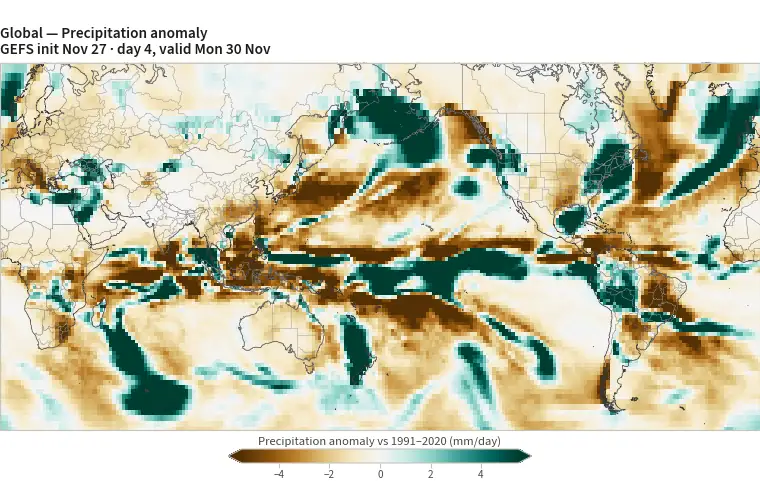 Global — Precipitation anomaly
GEFS init Nov 27 · day 4, valid Mon 30 Nov
Precipitation anomaly vs 1991–2020 (mm/day)
−4 −2 0 2 4